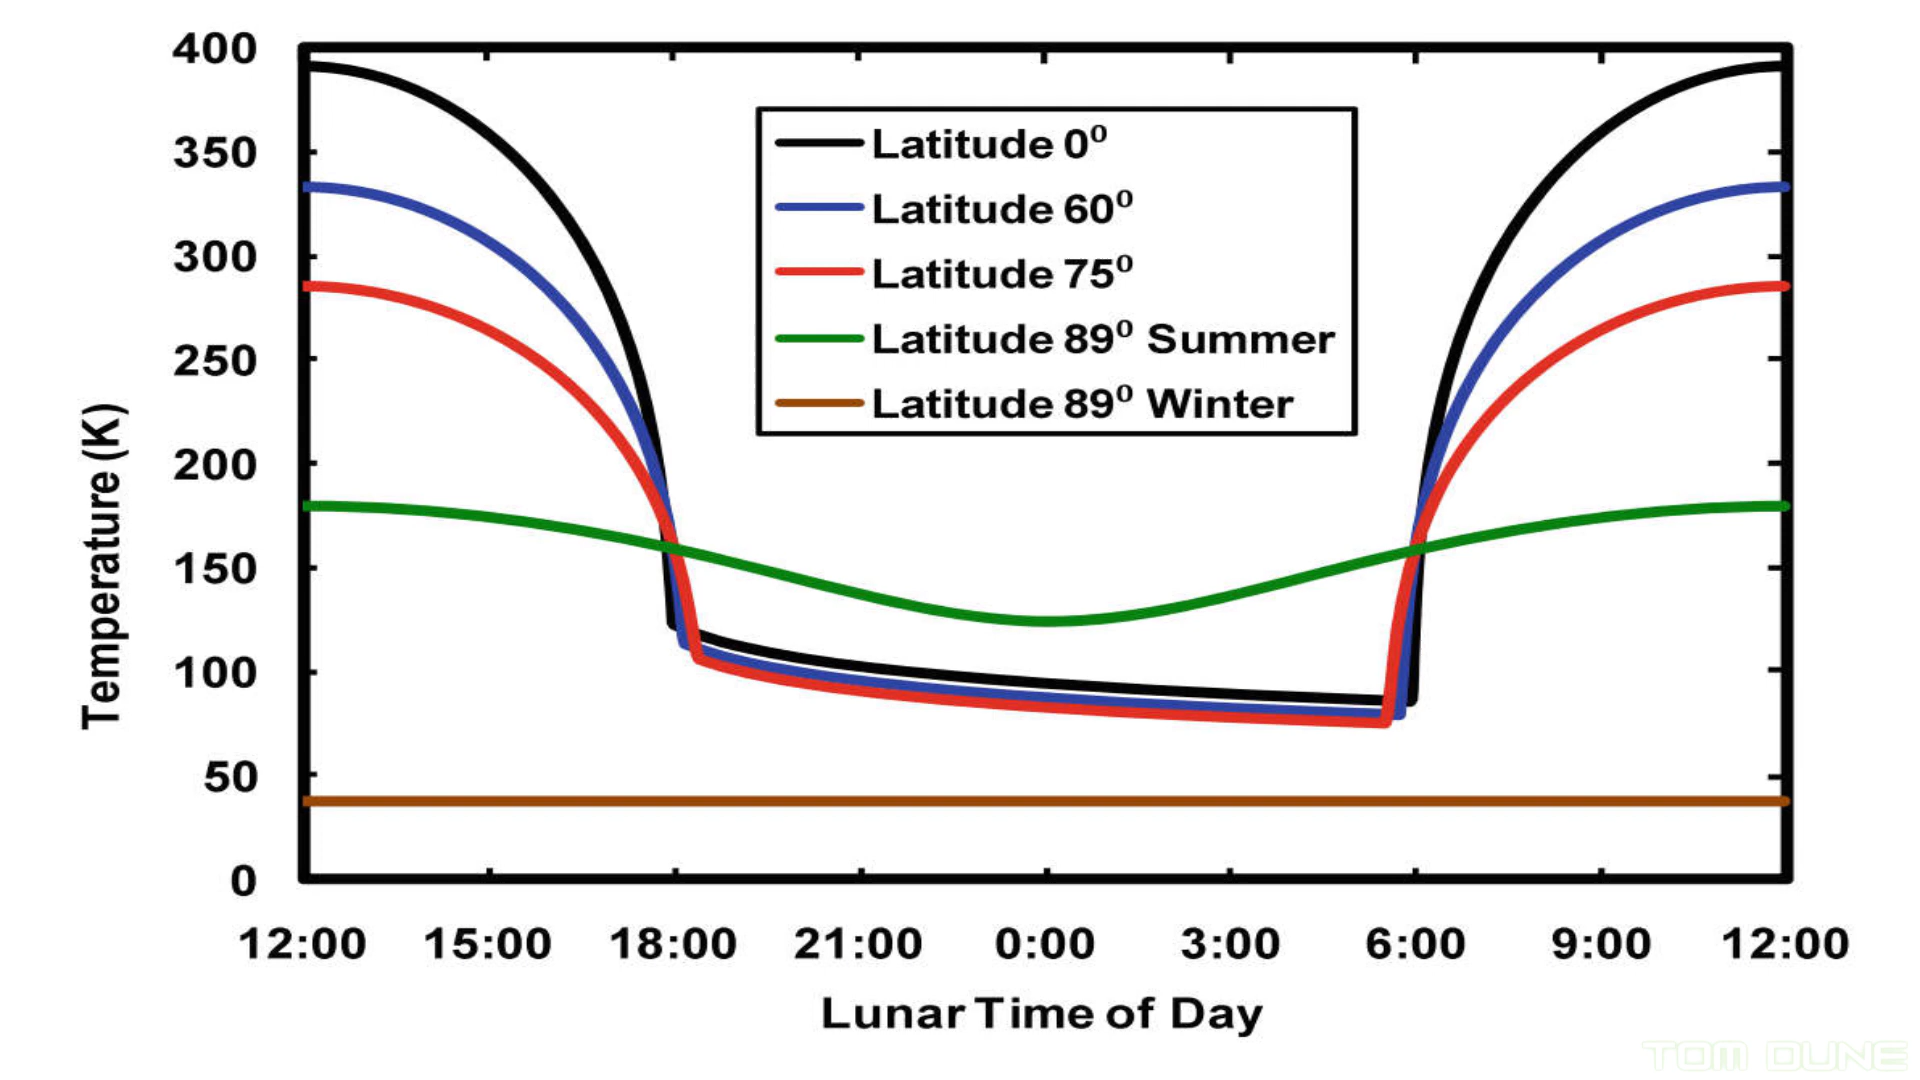 400
350
300
250
200
150
100
50
0
Temperature (K)
Latitude 0⁰
Latitude 60⁰
Latitude 75⁰
Latitude 89⁰ Summer
Latitude 89⁰ Winter
12:00 15:00 18:00 21:00 0:00 3:00 6:00 9:00 12:00
Lunar Time of Day
TOM DUNE